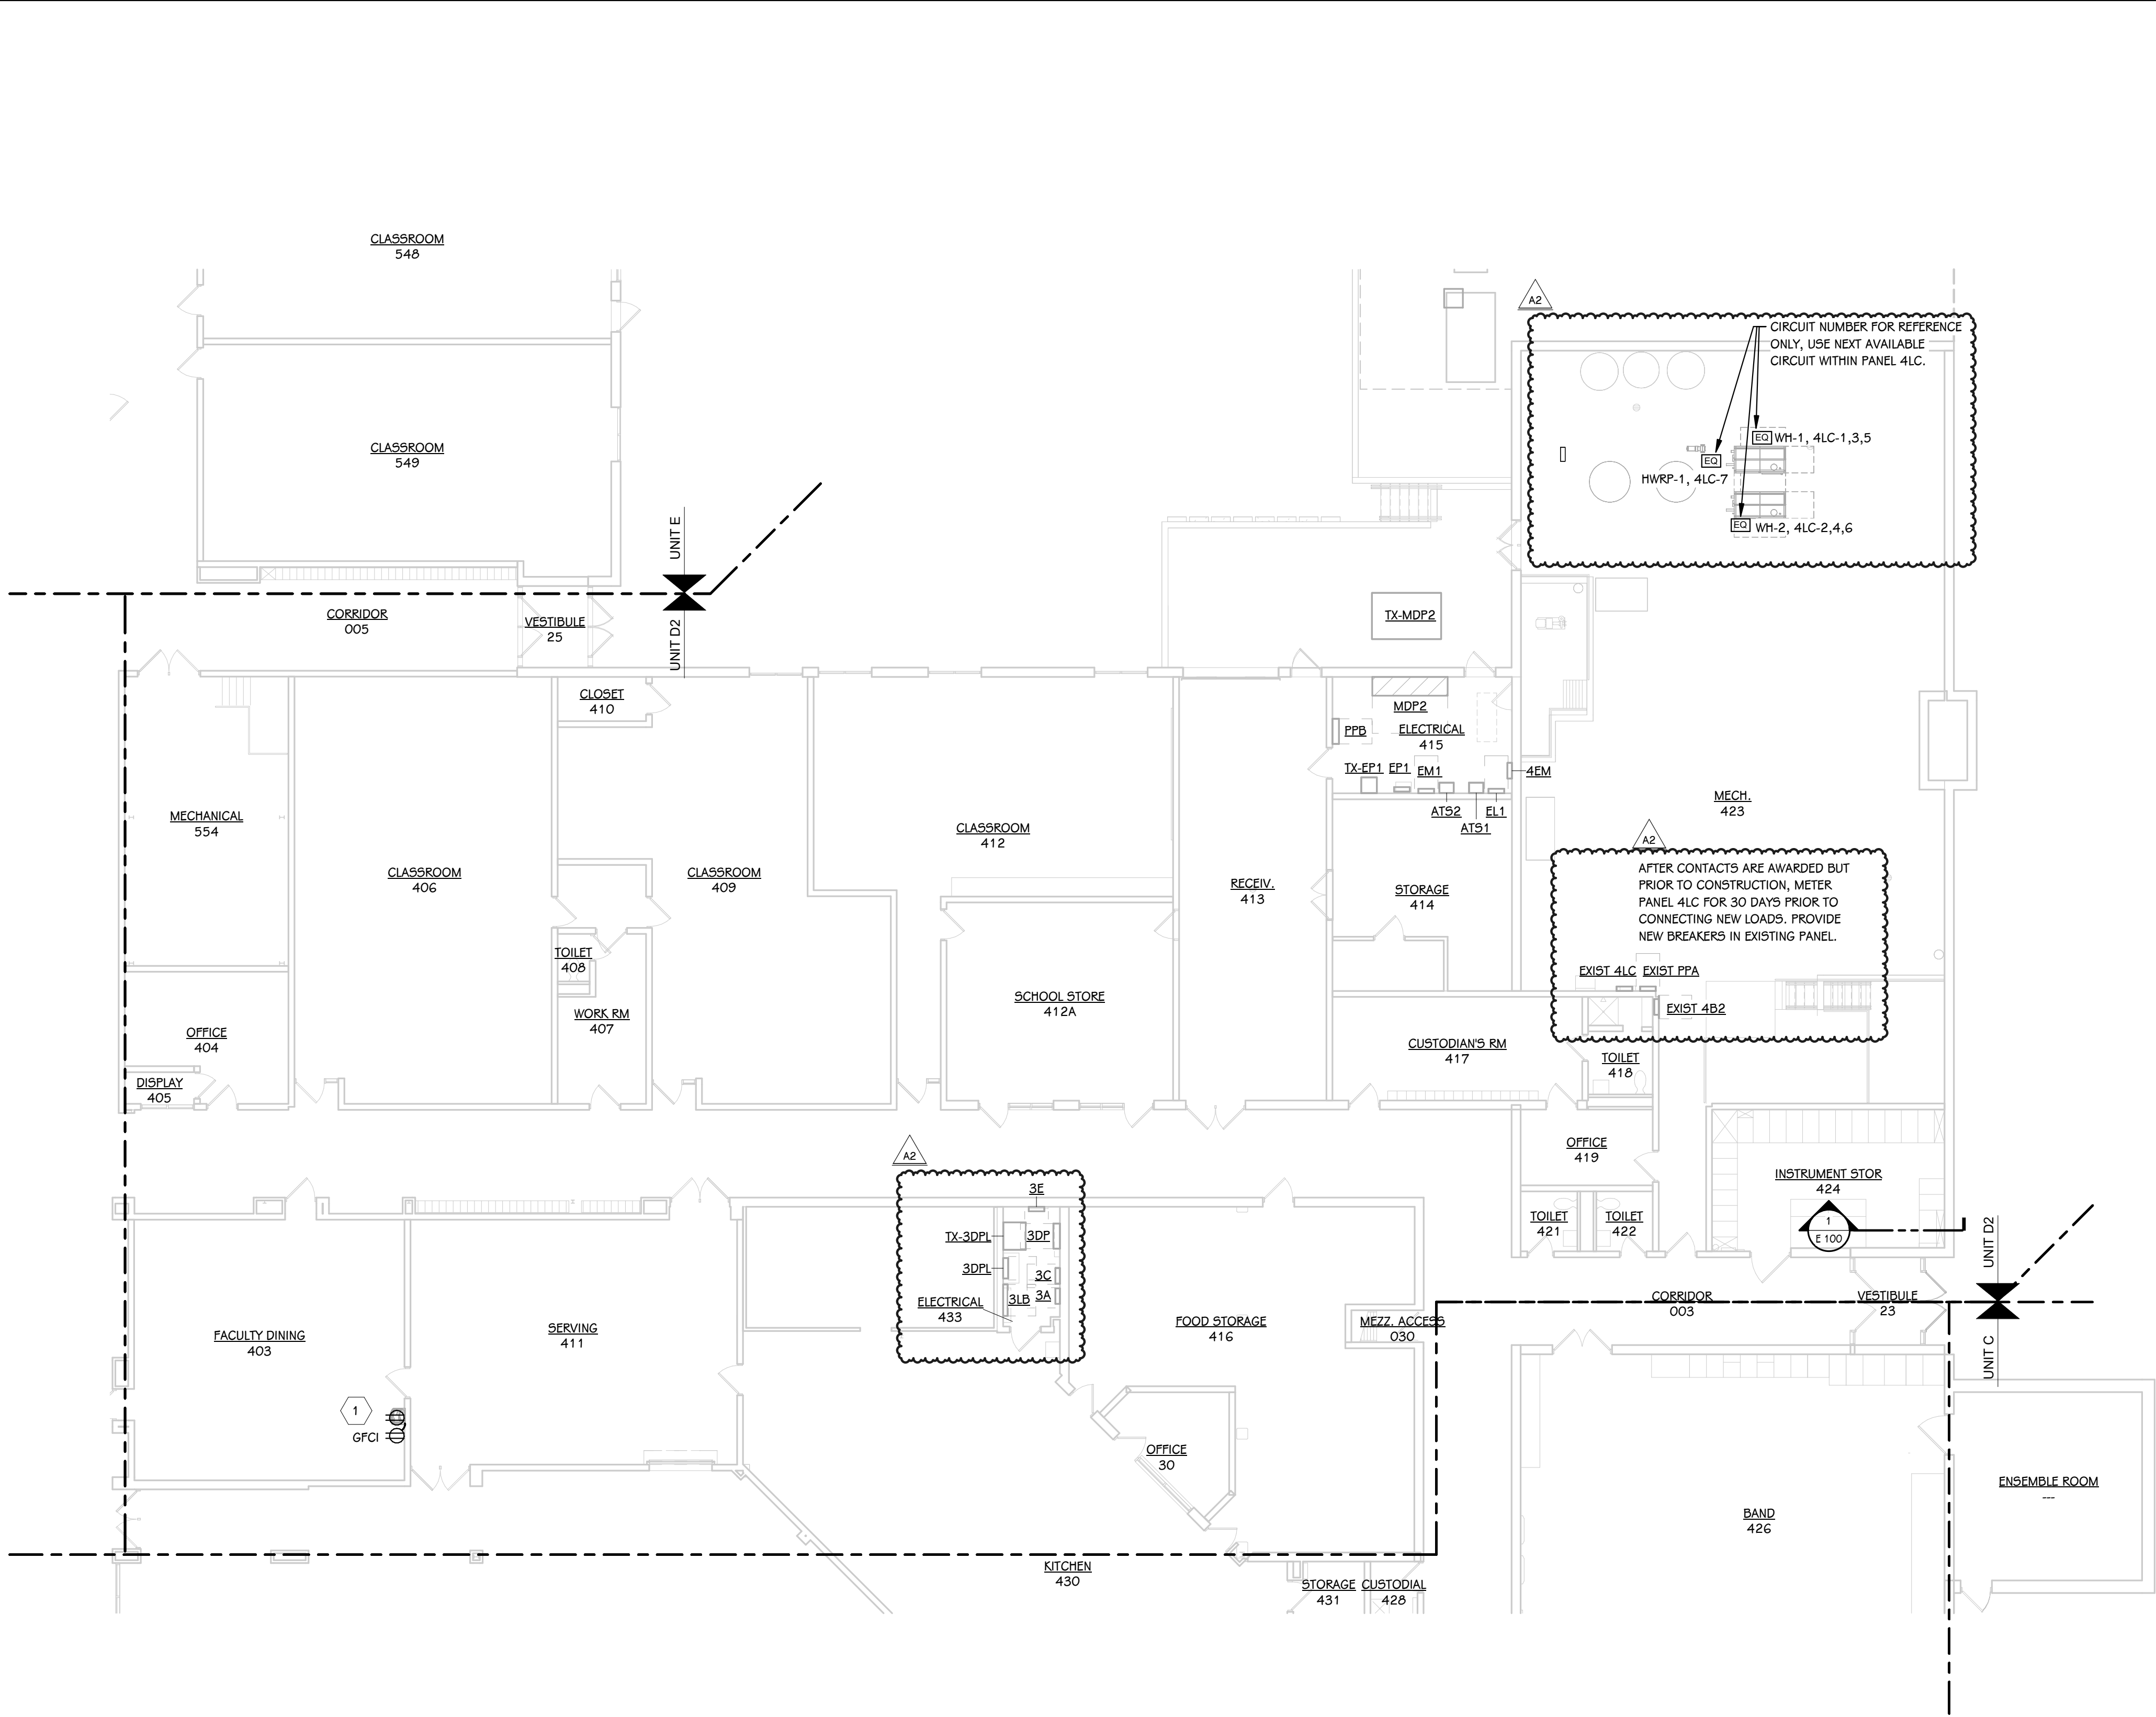 CLASSROOM
548
A2
CIRCUIT NUMBER FOR REFERENCE
ONLY, USE NEXT AVAILABLE
CIRCUIT WITHIN PANEL 4LC.
EQ
WH-1, 4LC-1,3,5
EQ
HWRP-1, 4LC-7
EQ
WH-2, 4LC-2,4,6
CLASSROOM
549
UNIT E
UNIT D2
CORRIDOR
005
VESTIBULE
25
TX-MDP2
CLOSET
410
MDP2
PPB
ELECTRICAL
415
TX-EP1
EP1
EM1
4EM
ATS2
EL1
ATS1
MECH.
423
MECHANICAL
554
CLASSROOM
406
CLASSROOM
409
CLASSROOM
412
RECEIV.
413
STORAGE
414
A2
AFTER CONTACTS ARE AWARDED BUT
PRIOR TO CONSTRUCTION, METER
PANEL 4LC FOR 30 DAYS PRIOR TO
CONNECTING NEW LOADS. PROVIDE
NEW BREAKERS IN EXISTING PANEL.
EXIST 4LC
EXIST PPA
EXIST 4B2
TOILET
408
WORK RM
407
SCHOOL STORE
412A
OFFICE
404
DISPLAY
405
CUSTODIAN'S RM
417
TOILET
418
OFFICE
419
INSTRUMENT STOR
424
TOILET
421
TOILET
422
1
E 100
UNIT D2
UNIT C
A2
3E
TX-3DPL
3DP
3DPL
3C
3LB
3A
ELECTRICAL
433
FACULTY DINING
403
SERVING
411
FOOD STORAGE
416
MEZZ. ACCESS
030
CORRIDOR
003
VESTIBULE
23
1
GFCI
OFFICE
30
BAND
426
ENSEMBLE ROOM
---
KITCHEN
430
STORAGE
431
CUSTODIAL
428